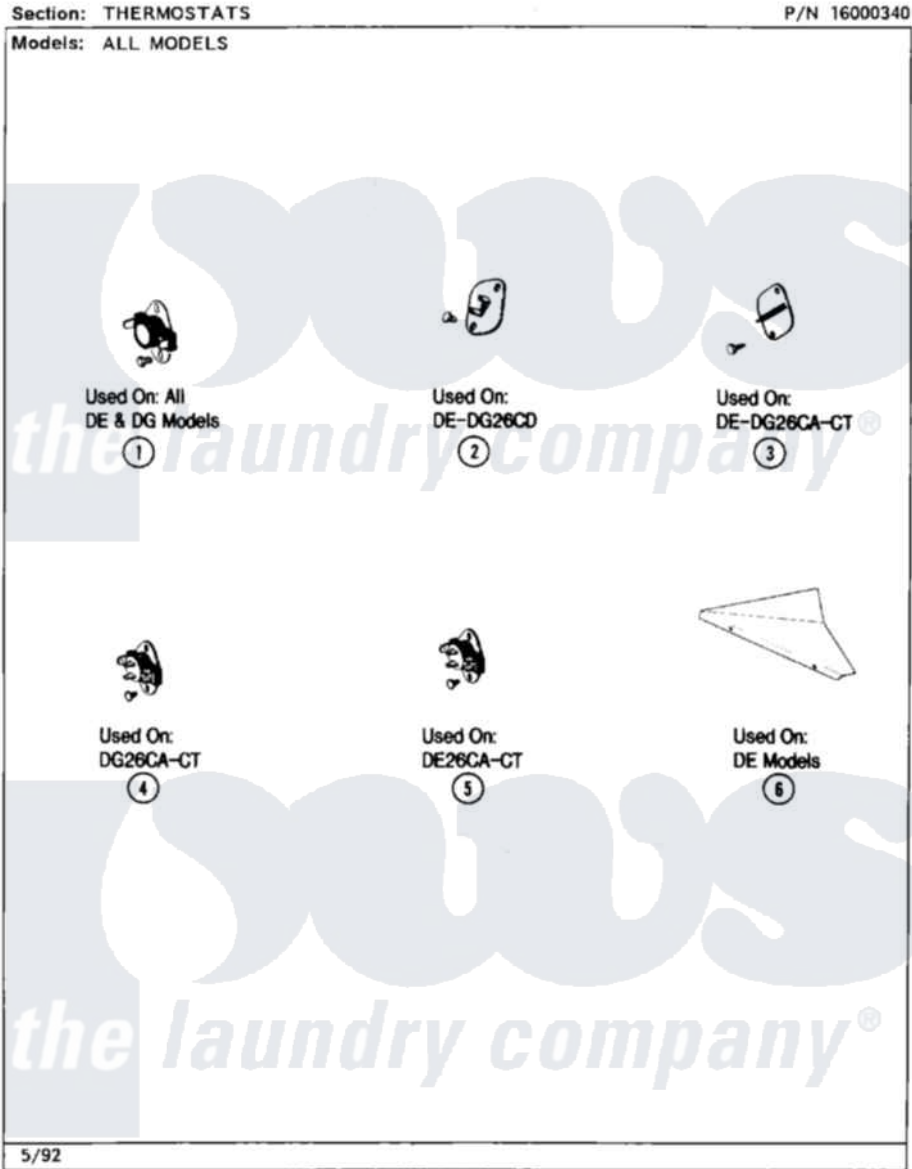 Section: THERMOSTATS
P/N 16000340
Models: ALL MODELS
Used On: All
DE & DG Models
1
Used On:
DE-DG26CD
2
Used On:
DE-DG26CA-CT
3
pws
the laundry company®
Used On:
DG26CA-CT
4
Used On:
DE26CA-CT
5
Used On:
DE Models
6
pws
the laundry company®
5/92